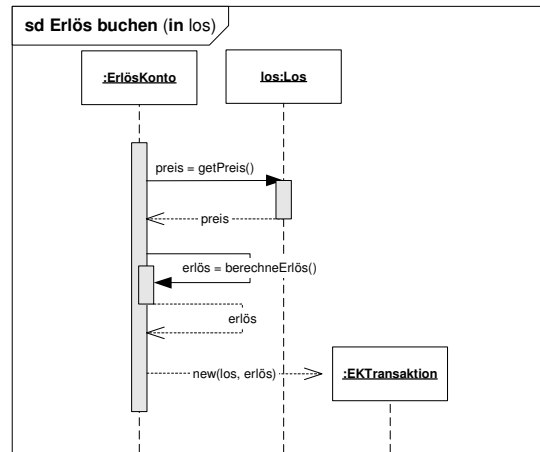 sd Erlös buchen (in los)
:ErlösKonto
los:Los
preis = getPreis()
preis
erlös = berechneErlös()
erlös
new(los, erlös)
:EKTransaktion